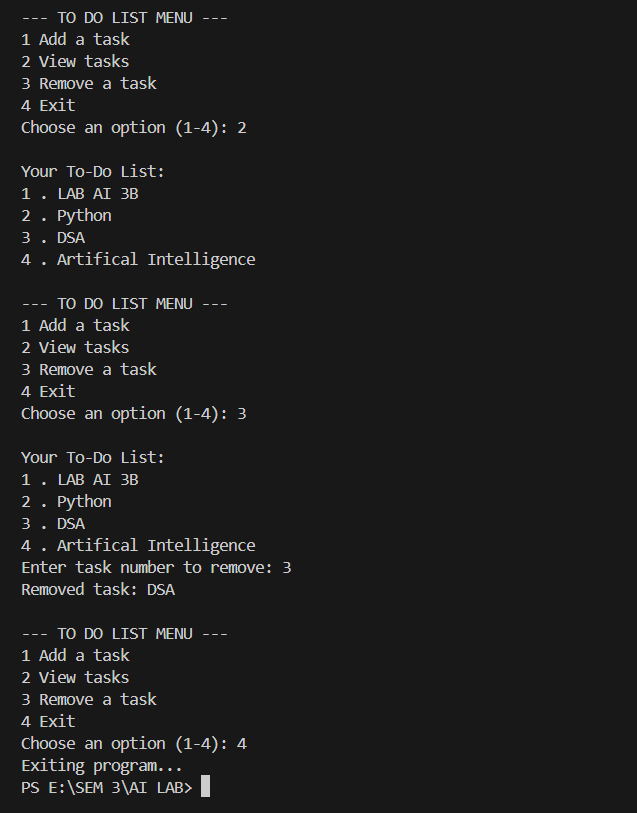 --- TO DO LIST MENU ---
1 Add a task
2 View tasks
3 Remove a task
4 Exit
Choose an option (1-4): 2
Your To-Do List:
1 . LAB AI 3B
2 . Python
3 . DSA
4 . Artifical Intelligence
--- TO DO LIST MENU ---
1 Add a task
2 View tasks
3 Remove a task
4 Exit
Choose an option (1-4): 3
Your To-Do List:
1 . LAB AI 3B
2 . Python
3 . DSA
4 . Artifical Intelligence
Enter task number to remove: 3
Removed task: DSA
--- TO DO LIST MENU ---
1 Add a task
2 View tasks
3 Remove a task
4 Exit
Choose an option (1-4): 4
Exiting program...
PS E:\SEM 3\AI LAB>